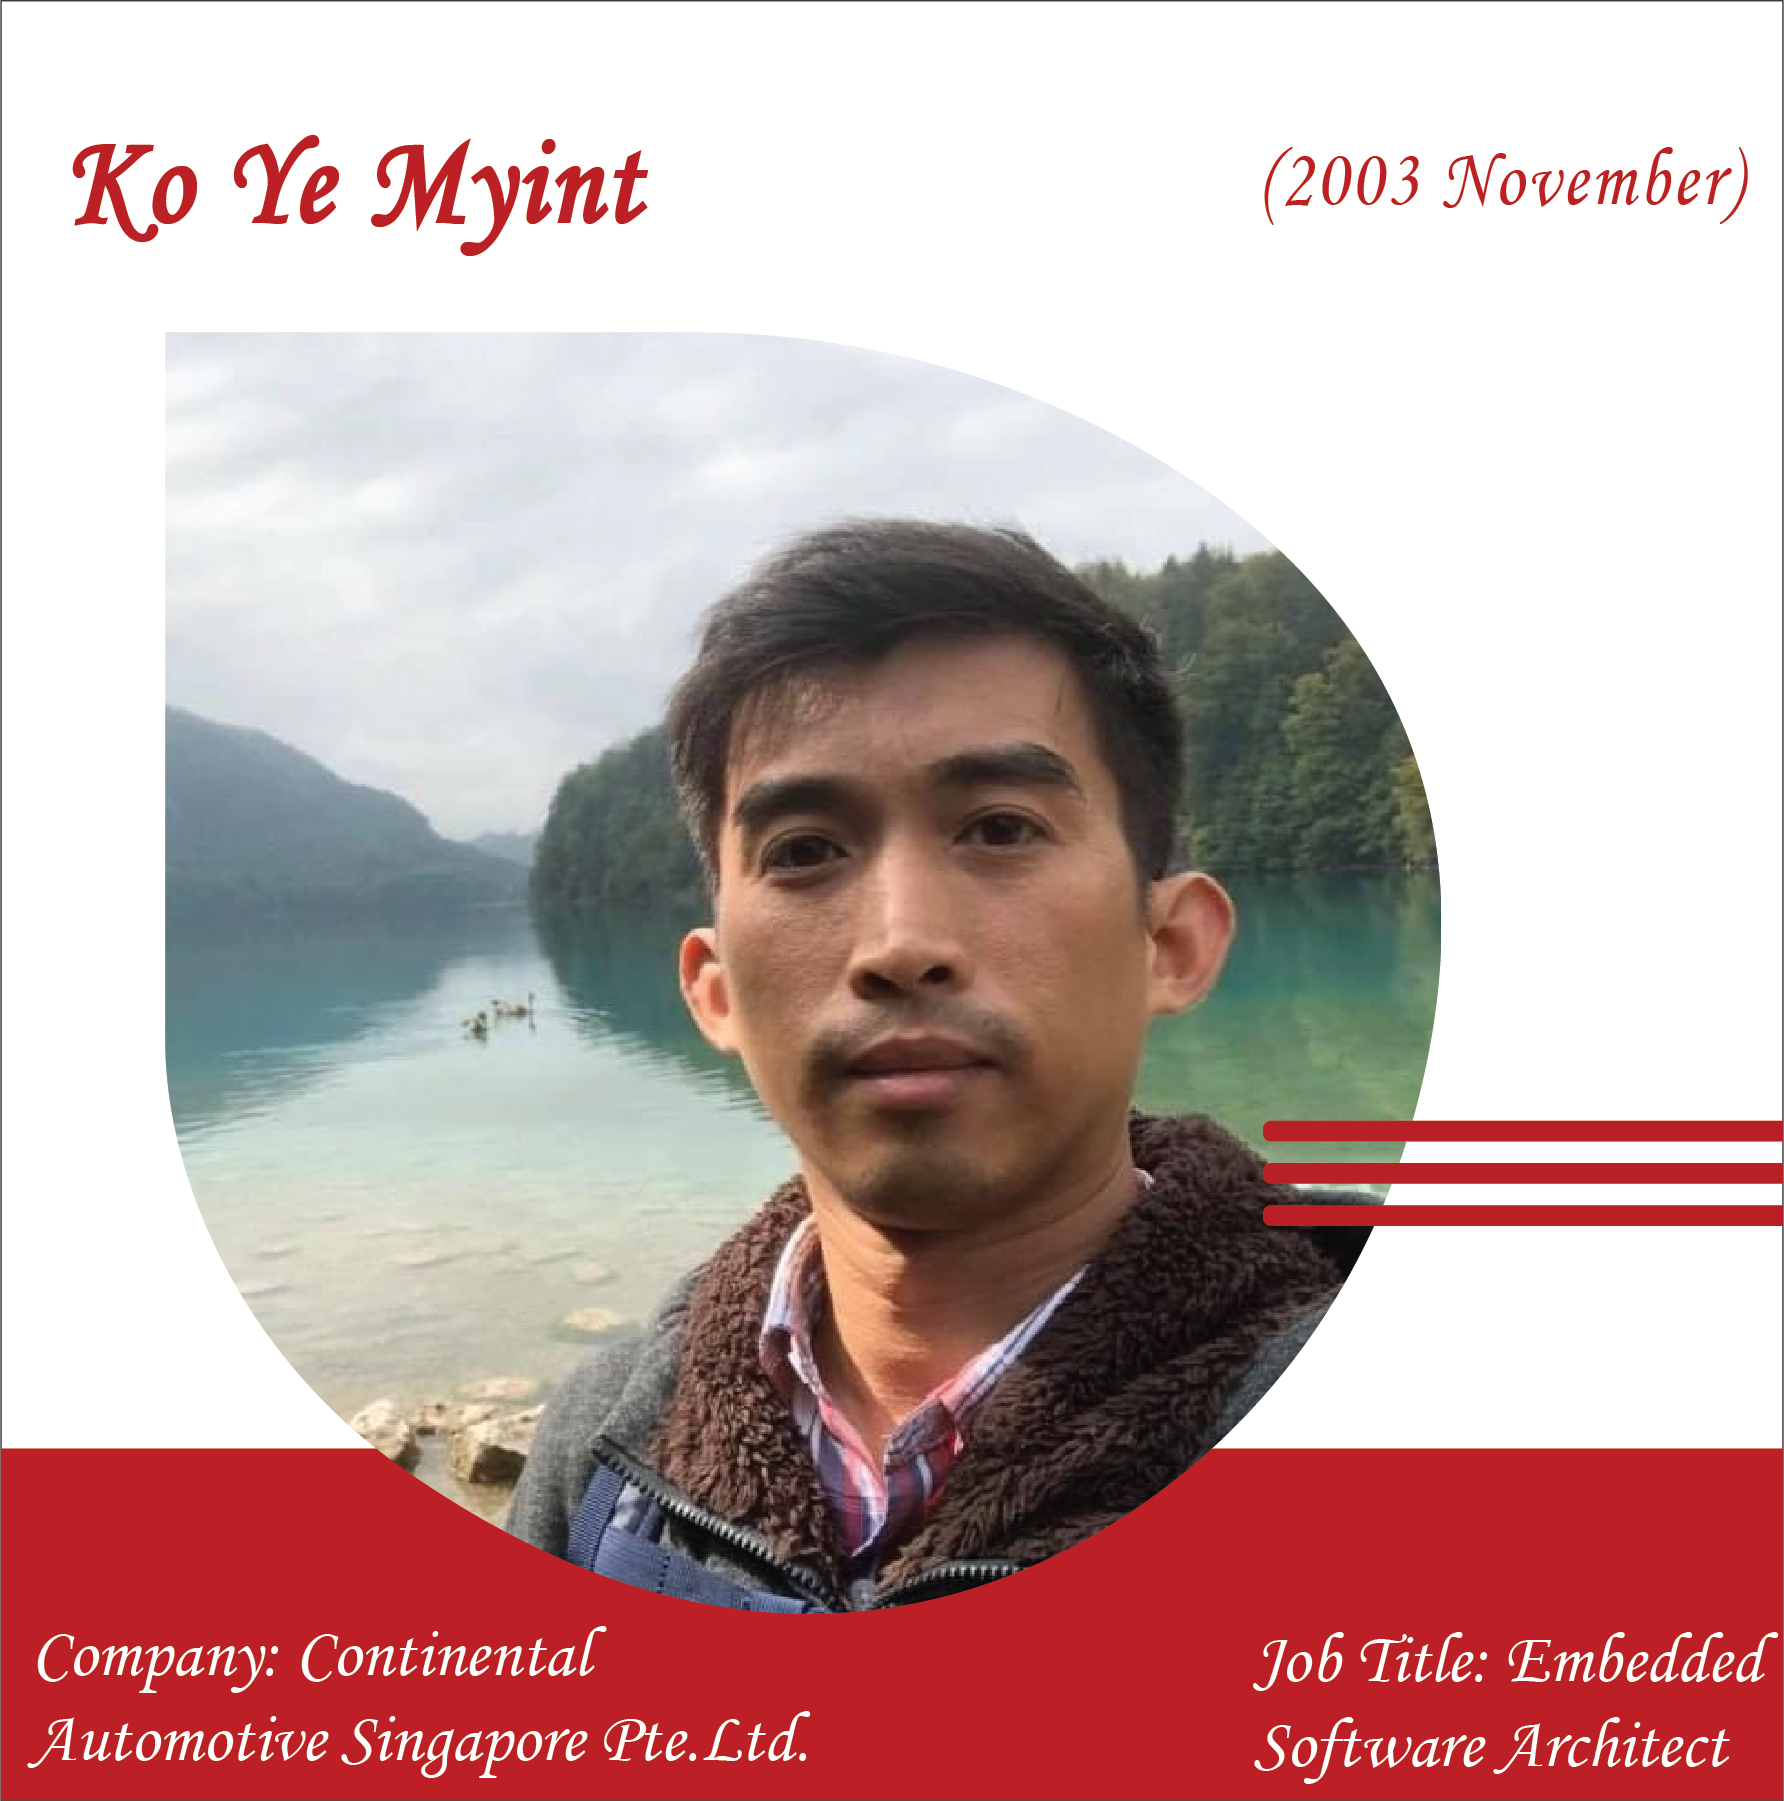 Ko Ye Myint
(2003 November)
Company: Continental
Automotive Singapore Pte.Ltd.
Job Title: Embedded
Software Architect